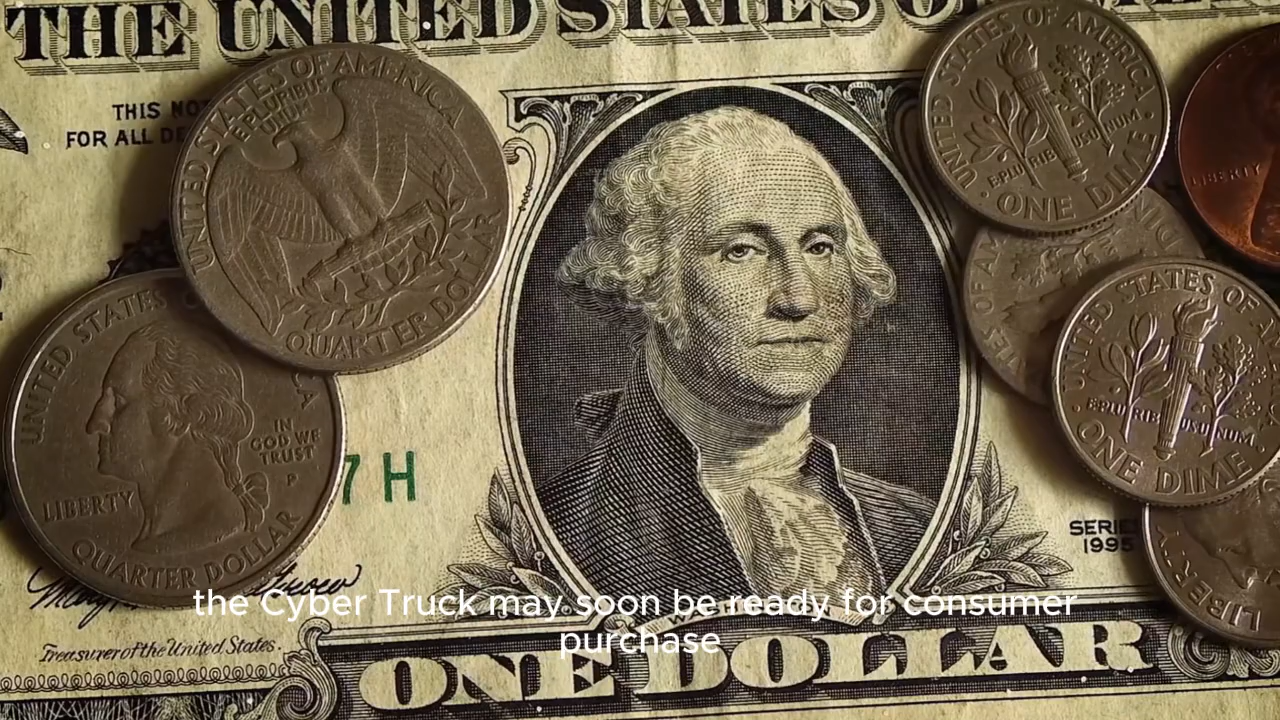 THE UNITED STATES OF
THIS NOT
FOR ALL DE
UNITED STATES OF AMERICA
E PLURIBUS
UNUM
QUARTER DOLLAR
UNITED STATES
IN
GOD WE
TRUST
P
LIBERTY
QUARTER DOLLAR
7 H
UNITED STATES OF AMERICA
E PLURIBUS UNUM
ONE DIME
LIBERTY
UNITED STATES OF A
E PLURIBUS UNUM
ONE DIME
LIBERTY
SERIE
1995
Treasurer of the United States.
the Cyber Truck may soon be ready for consumer
purchase
ONE DOLLAR